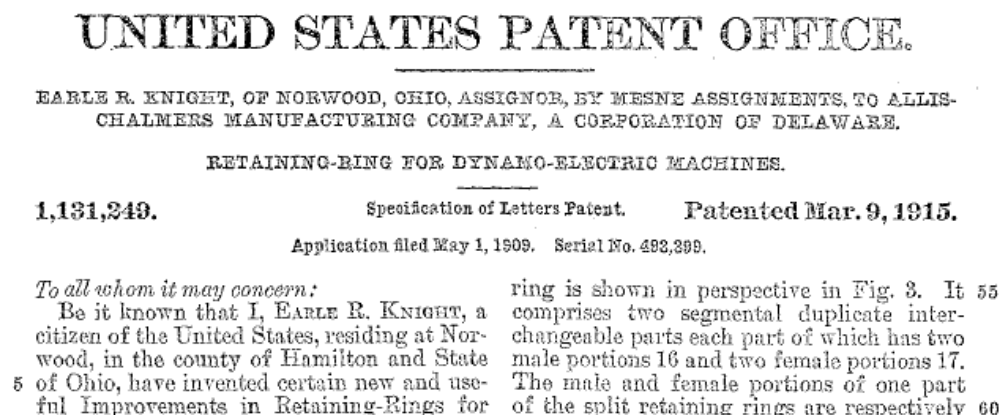 UNITED STATES PATENT OFFICE.
EARLE R. KNIGHT, OF NORWOOD, OHIO, ASSIGNOR, BY MESNE ASSIGNMENTS, TO ALLIS-
CHALMERS MANUFACTURING COMPANY, A CORPORATION OF DELAWARE.
RETAINING-RING FOR DYNAMO-ELECTRIC MACHINES.
1,131,249. Specification of Letters Patent. Patented Mar. 9, 1915.
Application filed May 1, 1909. Serial No. 493,299.
To all whom it may concern:
Be it known that I, EARLE R. KNIGHT, a
citizen of the United States, residing at Nor-
wood, in the county of Hamilton and State
5 of Ohio, have invented certain new and use-
ful Improvements in Retaining-Rings for
ring is shown in perspective in Fig. 3. It 55
comprises two segmental duplicate inter-
changeable parts each part of which has two
male portions 16 and two female portions 17.
The male and female portions of one part
of the split retaining rings are respectively 60